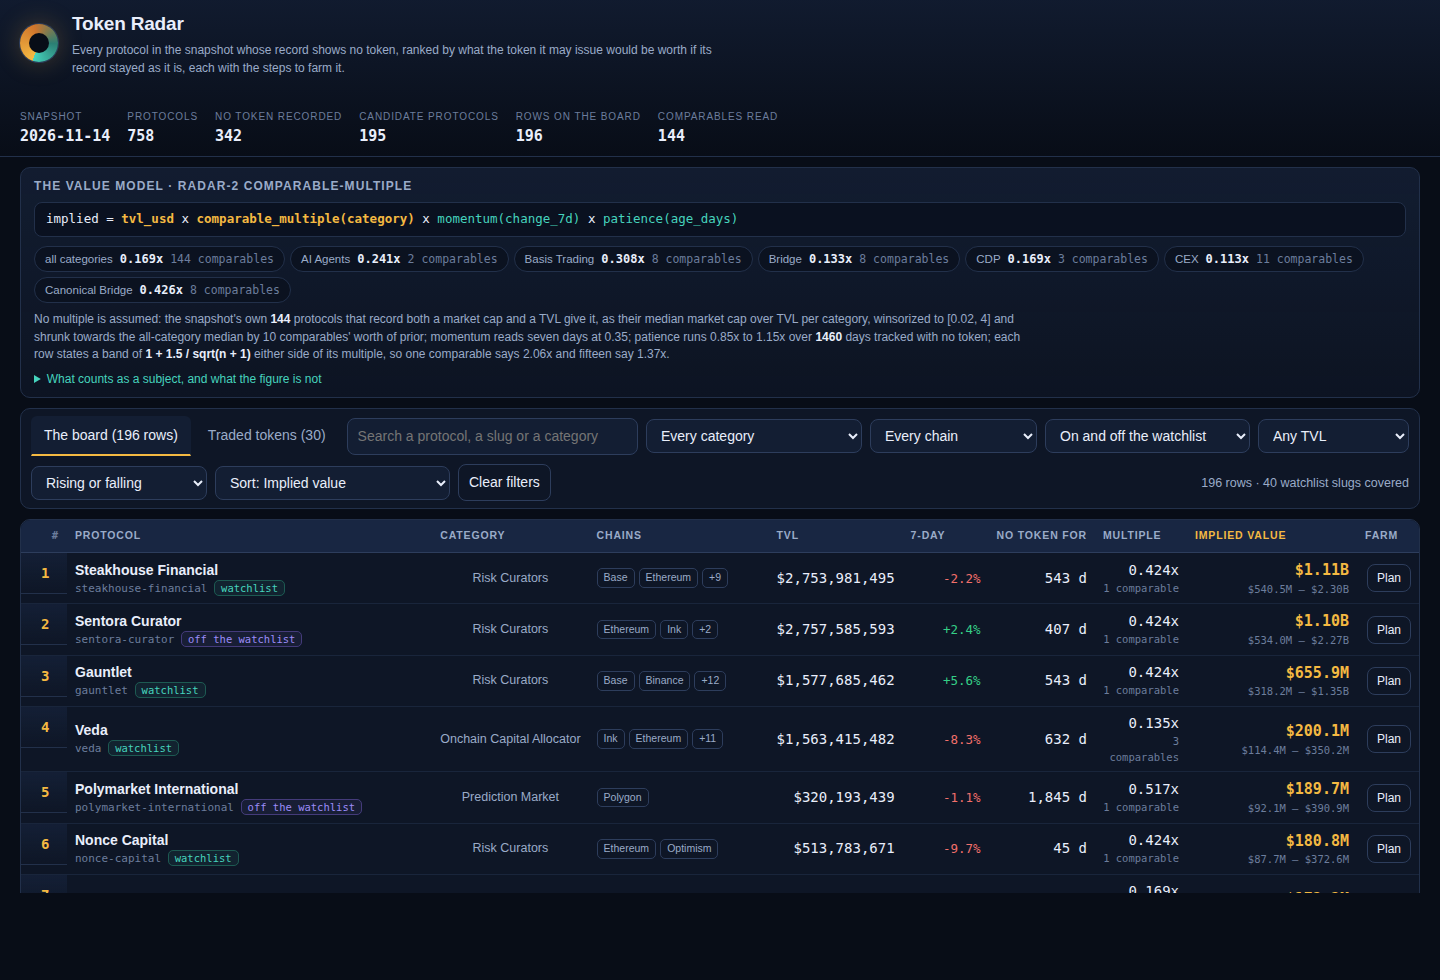 Token Radar
Every protocol in the snapshot whose record shows no token, ranked by what the token it may issue would be worth if its
record stayed as it is, each with the steps to farm it.
SNAPSHOT PROTOCOLS NO TOKEN RECORDED CANDIDATE PROTOCOLS ROWS ON THE BOARD COMPARABLES READ
2026-11-14 758 342 195 196 144
THE VALUE MODEL · RADAR-2 COMPARABLE-MULTIPLE
implied = tvl_usd x comparable_multiple(category) x momentum(change_7d) x patience(age_days)
all categories 0.169x 144 comparables AI Agents 0.241x 2 comparables Basis Trading 0.308x 8 comparables Bridge 0.133x 8 comparables CDP 0.169x 3 comparables CEX 0.113x 11 comparables
Canonical Bridge 0.426x 8 comparables
No multiple is assumed: the snapshot's own 144 protocols that record both a market cap and a TVL give it, as their median market cap over TVL per category, winsorized to [0.02, 4] and
shrunk towards the all-category median by 10 comparables' worth of prior; momentum reads seven days at 0.35; patience runs 0.85x to 1.15x over 1460 days tracked with no token; each
row states a band of 1 + 1.5 / sqrt(n + 1) either side of its multiple, so one comparable says 2.06x and fifteen say 1.37x.
What counts as a subject, and what the figure is not
The board (196 rows) Traded tokens (30) Search a protocol, a slug or a category Every category Every chain On and off the watchlist Any TVL
Rising or falling Sort: Implied value Clear filters 196 rows · 40 watchlist slugs covered
# PROTOCOL CATEGORY CHAINS TVL 7-DAY NO TOKEN FOR MULTIPLE IMPLIED VALUE FARM
1 Steakhouse Financial Risk Curators Base Ethereum +9 $2,753,981,495 -2.2% 543 d 0.424x $1.11B Plan
steakhouse-financial watchlist 1 comparable $540.5M — $2.30B
2 Sentora Curator Risk Curators Ethereum Ink +2 $2,757,585,593 +2.4% 407 d 0.424x $1.10B Plan
sentora-curator off the watchlist 1 comparable $534.0M — $2.27B
3 Gauntlet Risk Curators Base Binance +12 $1,577,685,462 +5.6% 543 d 0.424x $655.9M Plan
gauntlet watchlist 1 comparable $318.2M — $1.35B
4 Veda Onchain Capital Allocator Ink Ethereum +11 $1,563,415,482 -8.3% 632 d 0.135x $200.1M Plan
veda watchlist 3 comparables $114.4M — $350.2M
5 Polymarket International Prediction Market Polygon $320,193,439 -1.1% 1,845 d 0.517x $189.7M Plan
polymarket-international off the watchlist 1 comparable $92.1M — $390.9M
6 Nonce Capital Risk Curators Ethereum Optimism $513,783,671 -9.7% 45 d 0.424x $180.8M Plan
nonce-capital watchlist 1 comparable $87.7M — $372.6M
0.169x